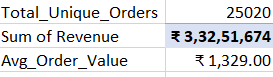 Total_Unique_Orders 25020
Sum of Revenue ₹ 3,32,51,674
Avg_Order_Value ₹ 1,329.00